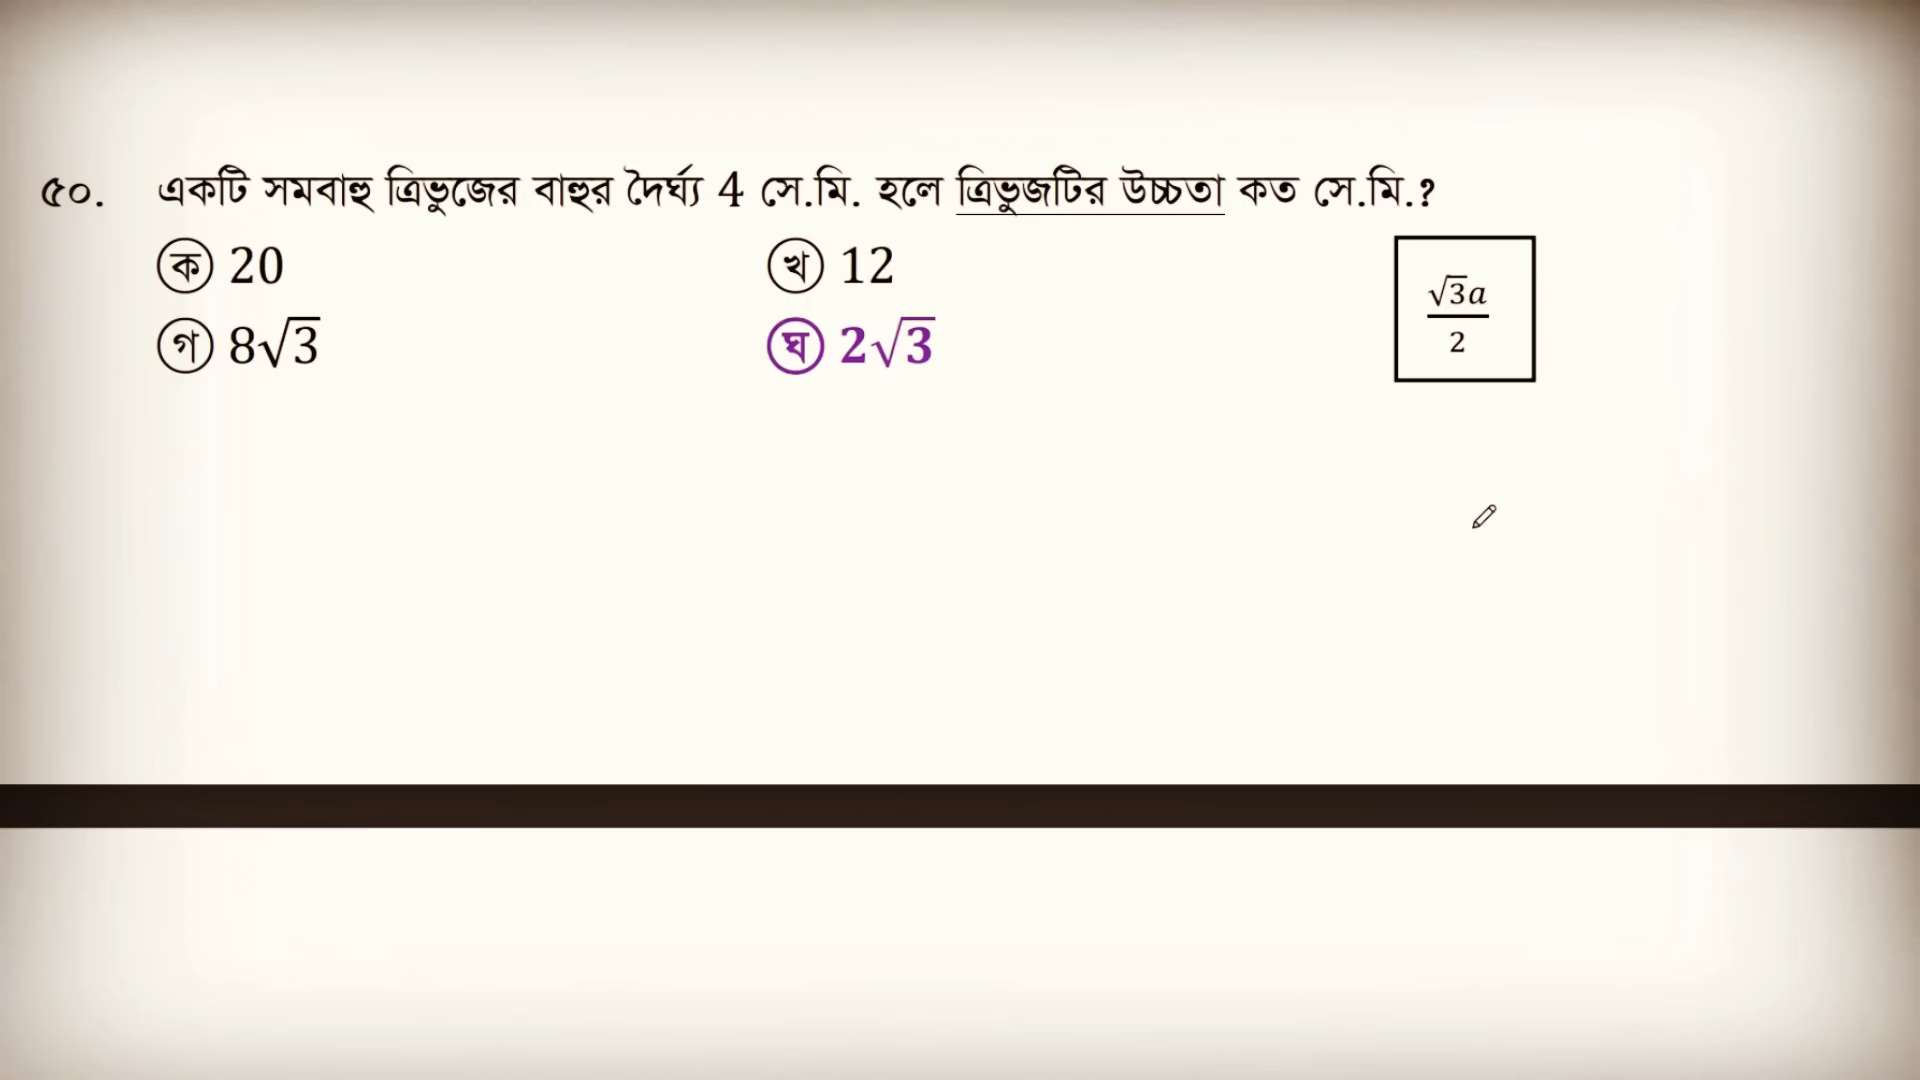 ৫০. একটি সমবাহু ত্রিভুজের বাহুর দৈর্ঘ্য 4 সে.মি. হলে ত্রিভুজটির উচ্চতা কত সে.মি.?
ক 20 খ 12
গ 8√3 ঘ 2√3
√3a
2